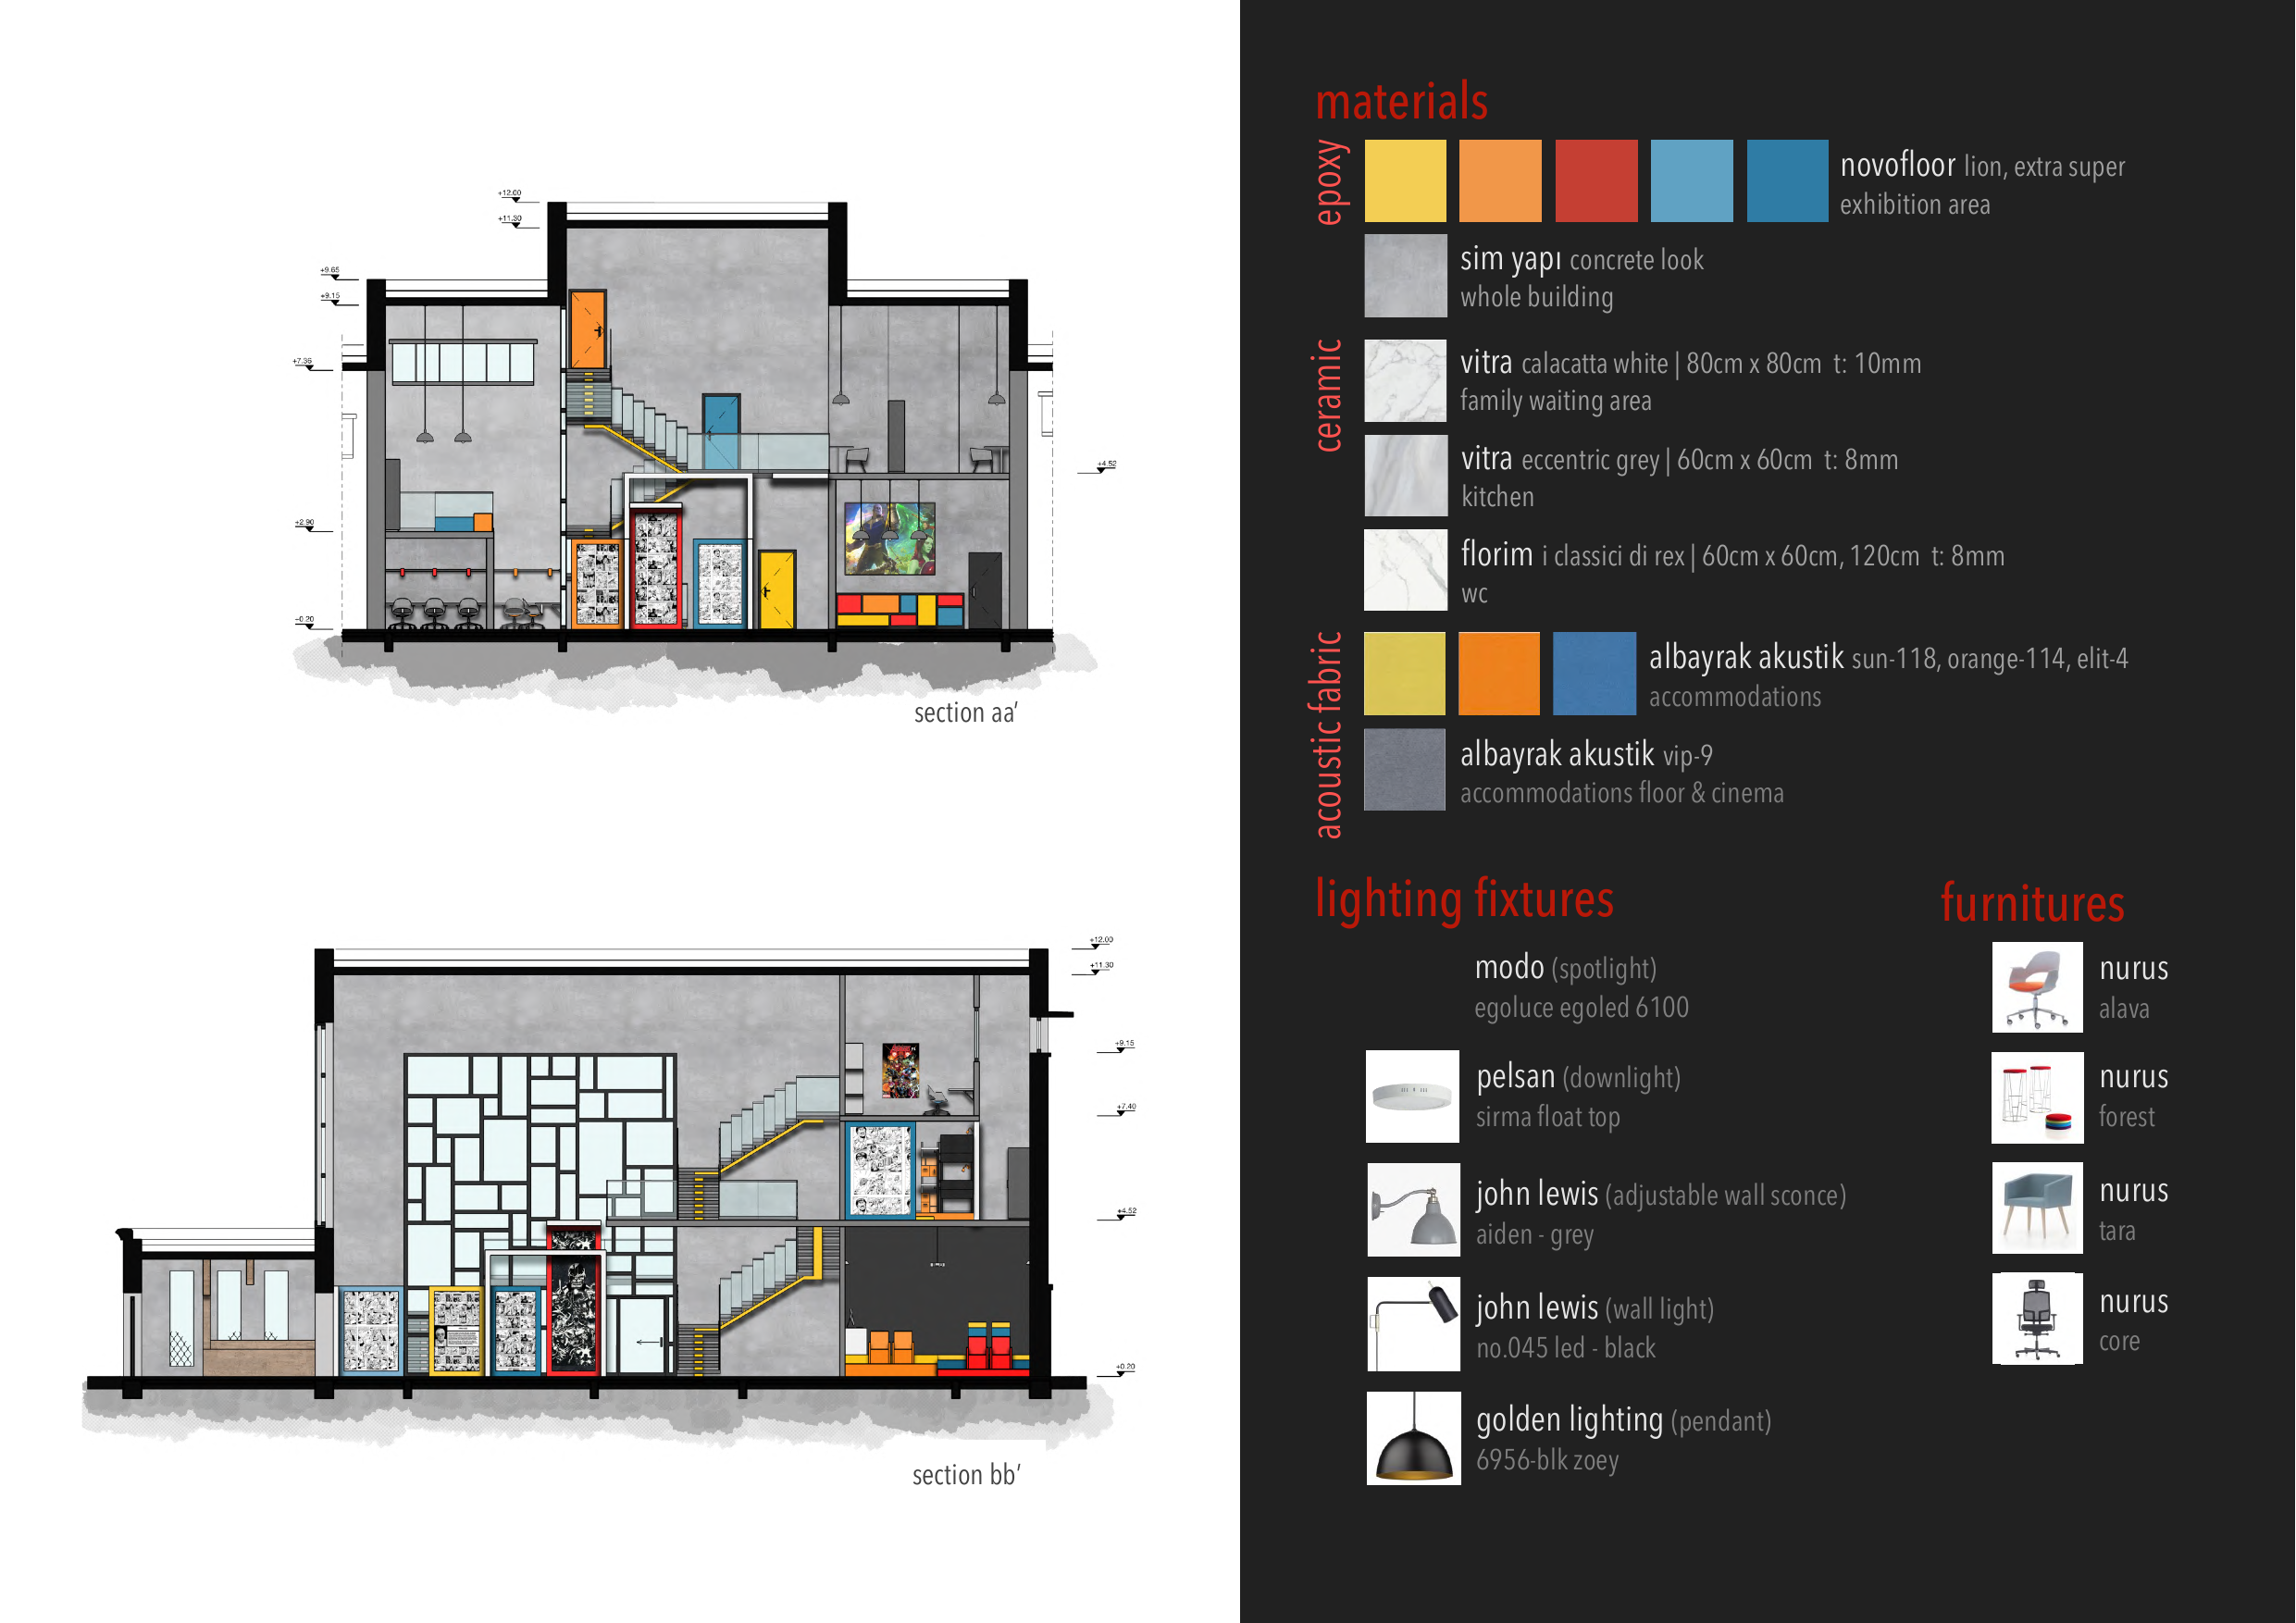 +12.00
+11.30
+9.65
+9.15
+7.36
+4.52
+2.90
-0.20
section aa’
+12.00
+11.30
+9.15
+7.40
+4.52
+0.20
section bb’
materials
epoxy
novofloor lion, extra super
exhibition area
sim yapı concrete look
whole building
ceramic
vitra calacatta white | 80cm x 80cm t: 10mm
family waiting area
vitra eccentric grey | 60cm x 60cm t: 8mm
kitchen
florim i classici di rex | 60cm x 60cm, 120cm t: 8mm
wc
acoustic fabric
albayrak akustik sun-118, orange-114, elit-4
accommodations
albayrak akustik vip-9
accommodations floor & cinema
lighting fixtures
modo (spotlight)
egoluce egoled 6100
pelsan (downlight)
sirma float top
john lewis (adjustable wall sconce)
aiden - grey
john lewis (wall light)
no.045 led - black
golden lighting (pendant)
6956-blk zoey
furnitures
nurus
alava
nurus
forest
nurus
tara
nurus
core